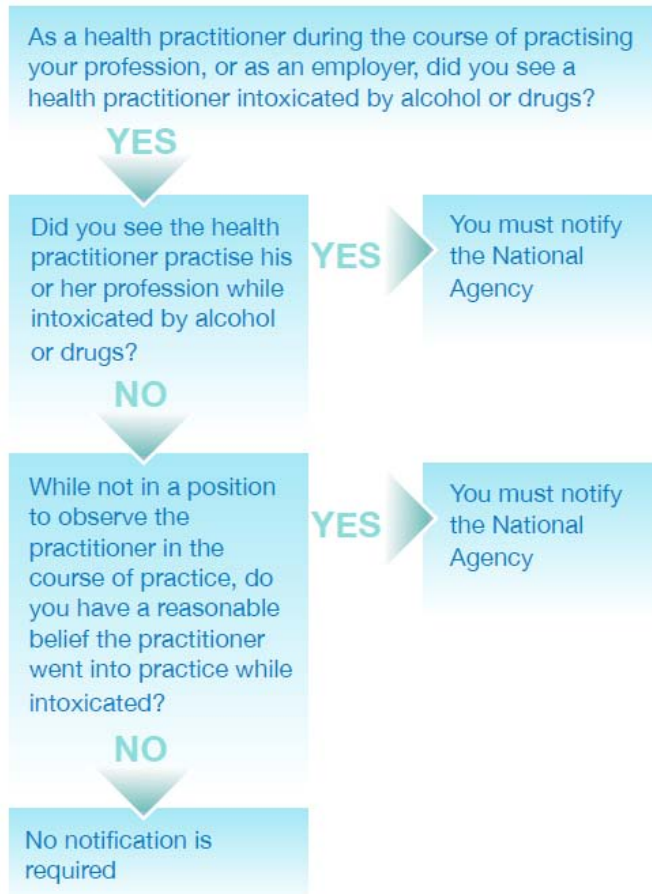 As a health practitioner during the course of practising
your profession, or as an employer, did you see a
health practitioner intoxicated by alcohol or drugs?
YES
Did you see the health
practitioner practise his
or her profession while
intoxicated by alcohol
or drugs?
YES
You must notify
the National
Agency
NO
While not in a position
to observe the
practitioner in the
course of practice, do
you have a reasonable
belief the practitioner
went into practice while
intoxicated?
YES
You must notify
the National
Agency
NO
No notification is
required